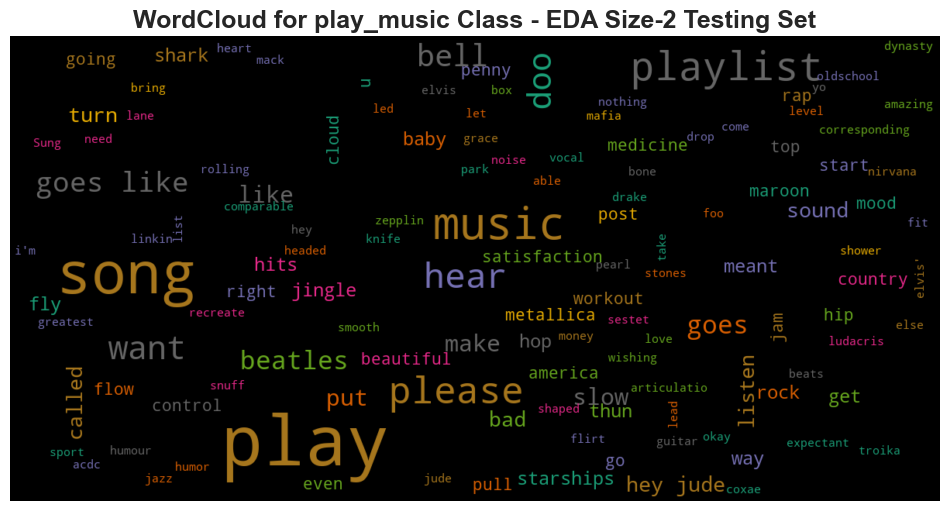 WordCloud for play_music Class - EDA Size-2 Testing Set
going
shark
heart
mack
bell
penny
doo
playlist
dynasty
oldschool
bring
u
elvis
box
nothing
rap
yo
turn
lane
led
let
mafia
level
amazing
Sung
need
cloud
baby
grace
medicine
drop
come
corresponding
top
rolling
noise
vocal
park
able
bone
start
nirvana
goes like
like
comparable
drake
maroon
mood
list
hey
zepplin
music
post
foo
sound
fit
i'm
linkin
headed
knife
satisfaction
take
shower
song
hits
hear
pearl
stones
meant
country
elvis'
fly
right
jingle
workout
recreate
metallica
sestet
hip
greatest
smooth
goes
jam
else
want
make
hop
money
love
ludacris
beatles
beautiful
wishing
america
beats
called
flow
snuff
put
please
slow
articulatio
listen
rock
get
control
bad
shaped
thun
lead
play
flirt
guitar
okay
expectant
sport
humour
go
way
troika
acdc
humor
jazz
even
jude
pull
starships
hey jude
coxae